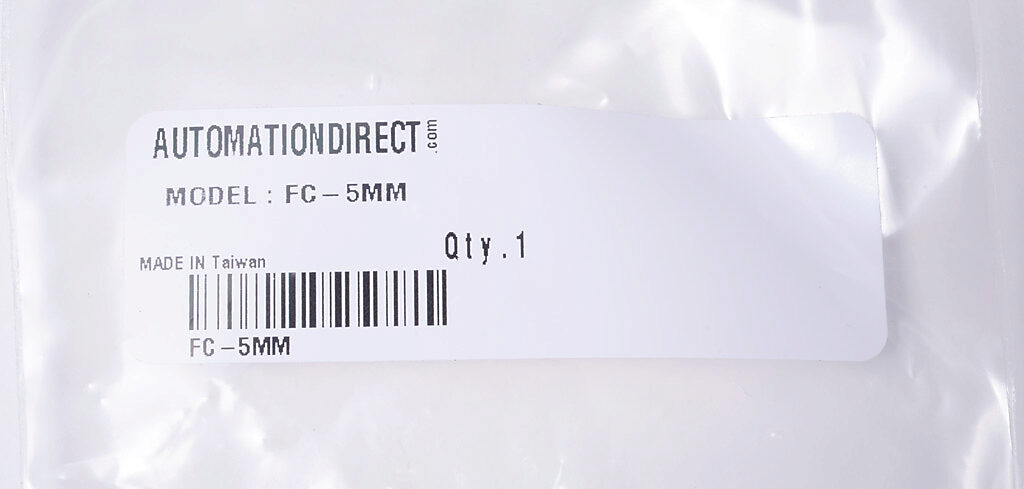 AUTOMATIONDIRECT.com
MODEL : FC-5MM
Qty.1
MADE IN Taiwan
FC-5MM